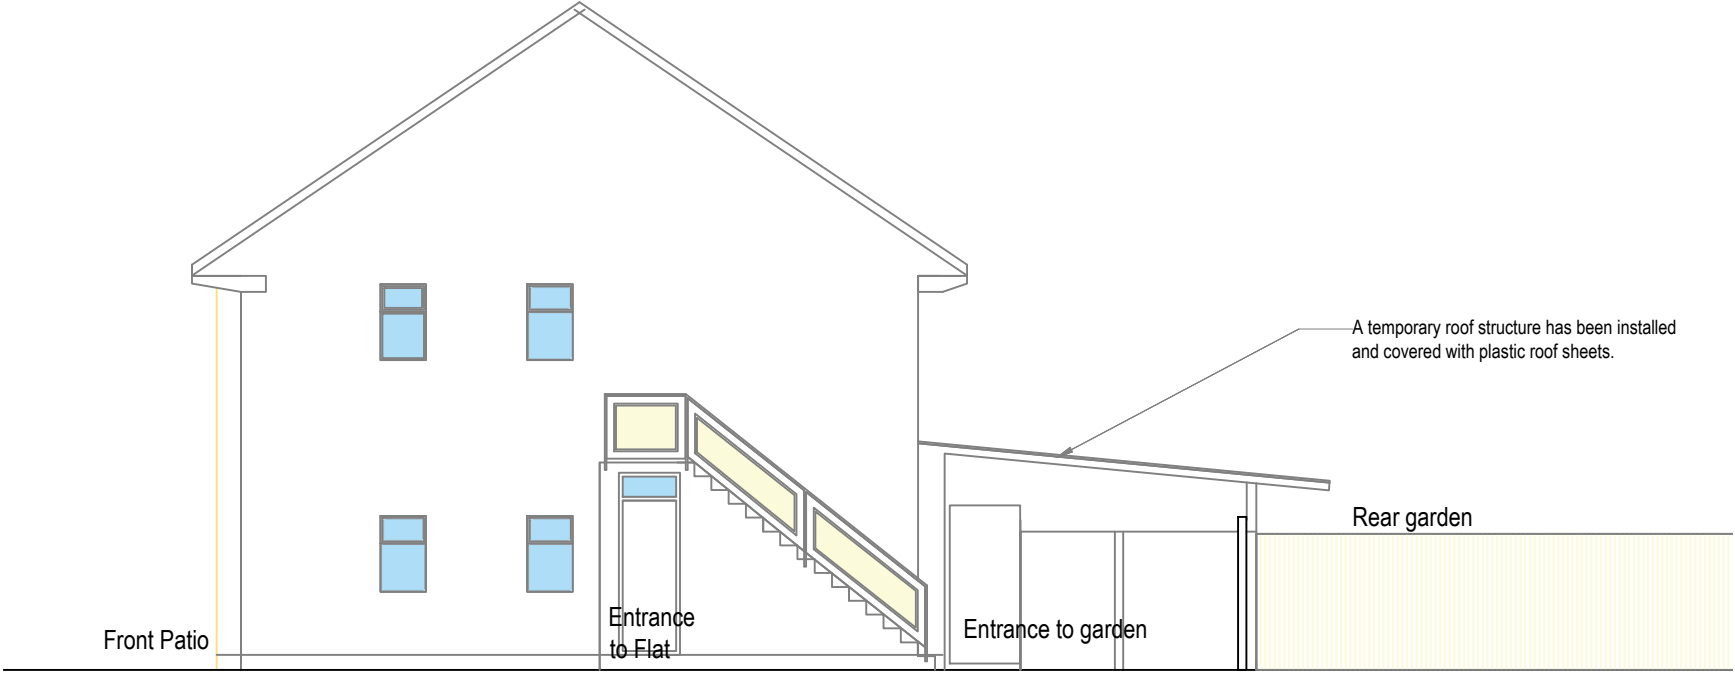 A temporary roof structure has been installed
and covered with plastic roof sheets.
Rear garden
Entrance
to Flat
Entrance to garden
Front Patio